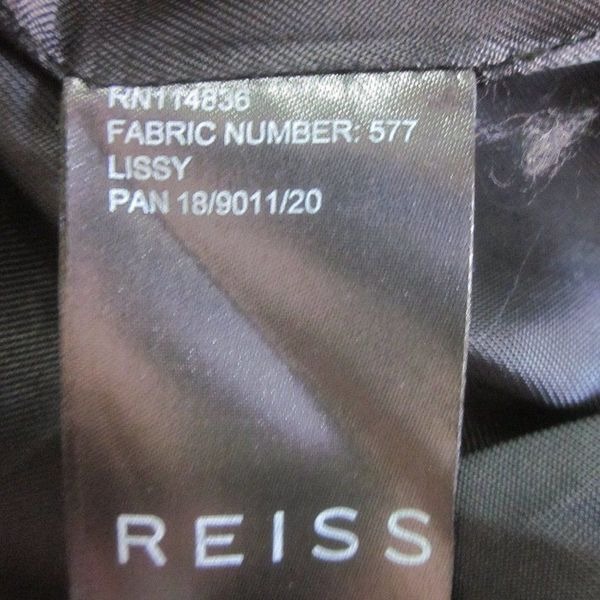 RN114836
FABRIC NUMBER: 577
LISSY
PAN 18/9011/20
REISS